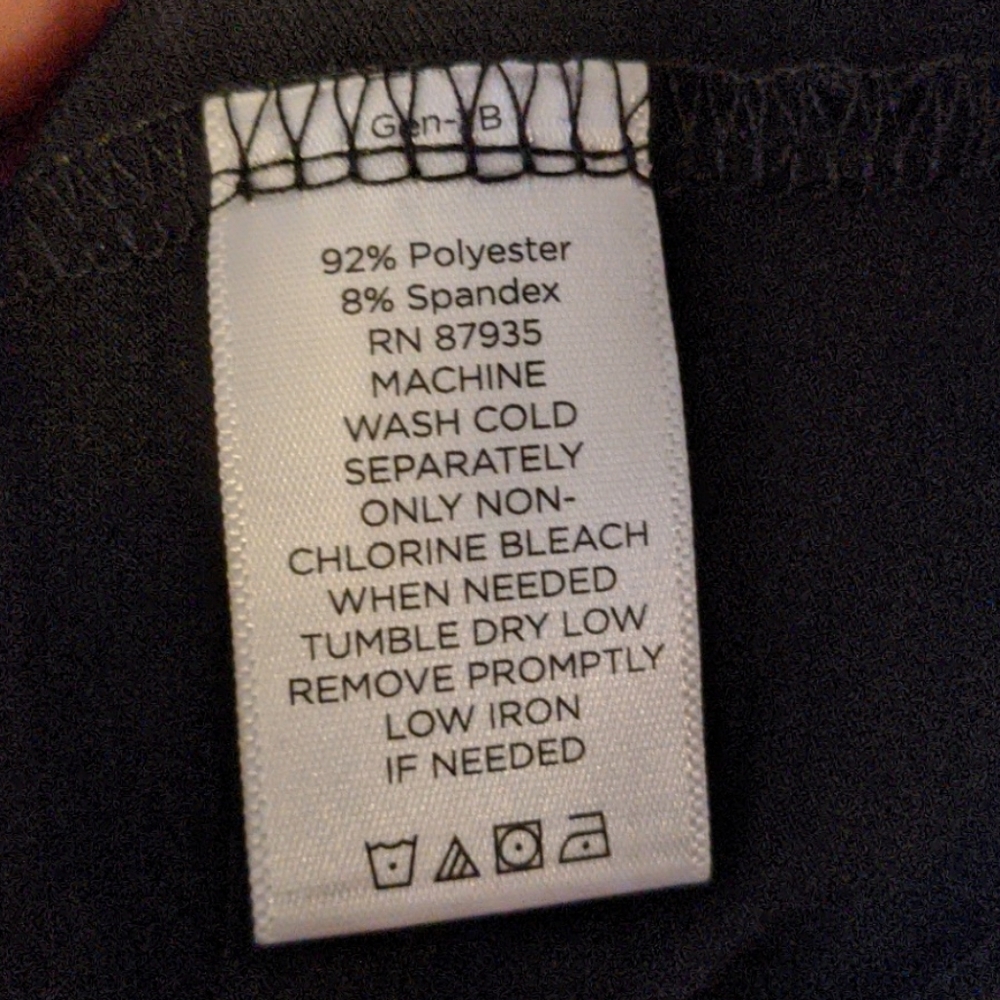 92% Polyester
8% Spandex
RN 87935
MACHINE
WASH COLD
SEPARATELY
ONLY NON-
CHLORINE BLEACH
WHEN NEEDED
TUMBLE DRY LOW
REMOVE PROMPTLY
LOW IRON
IF NEEDED